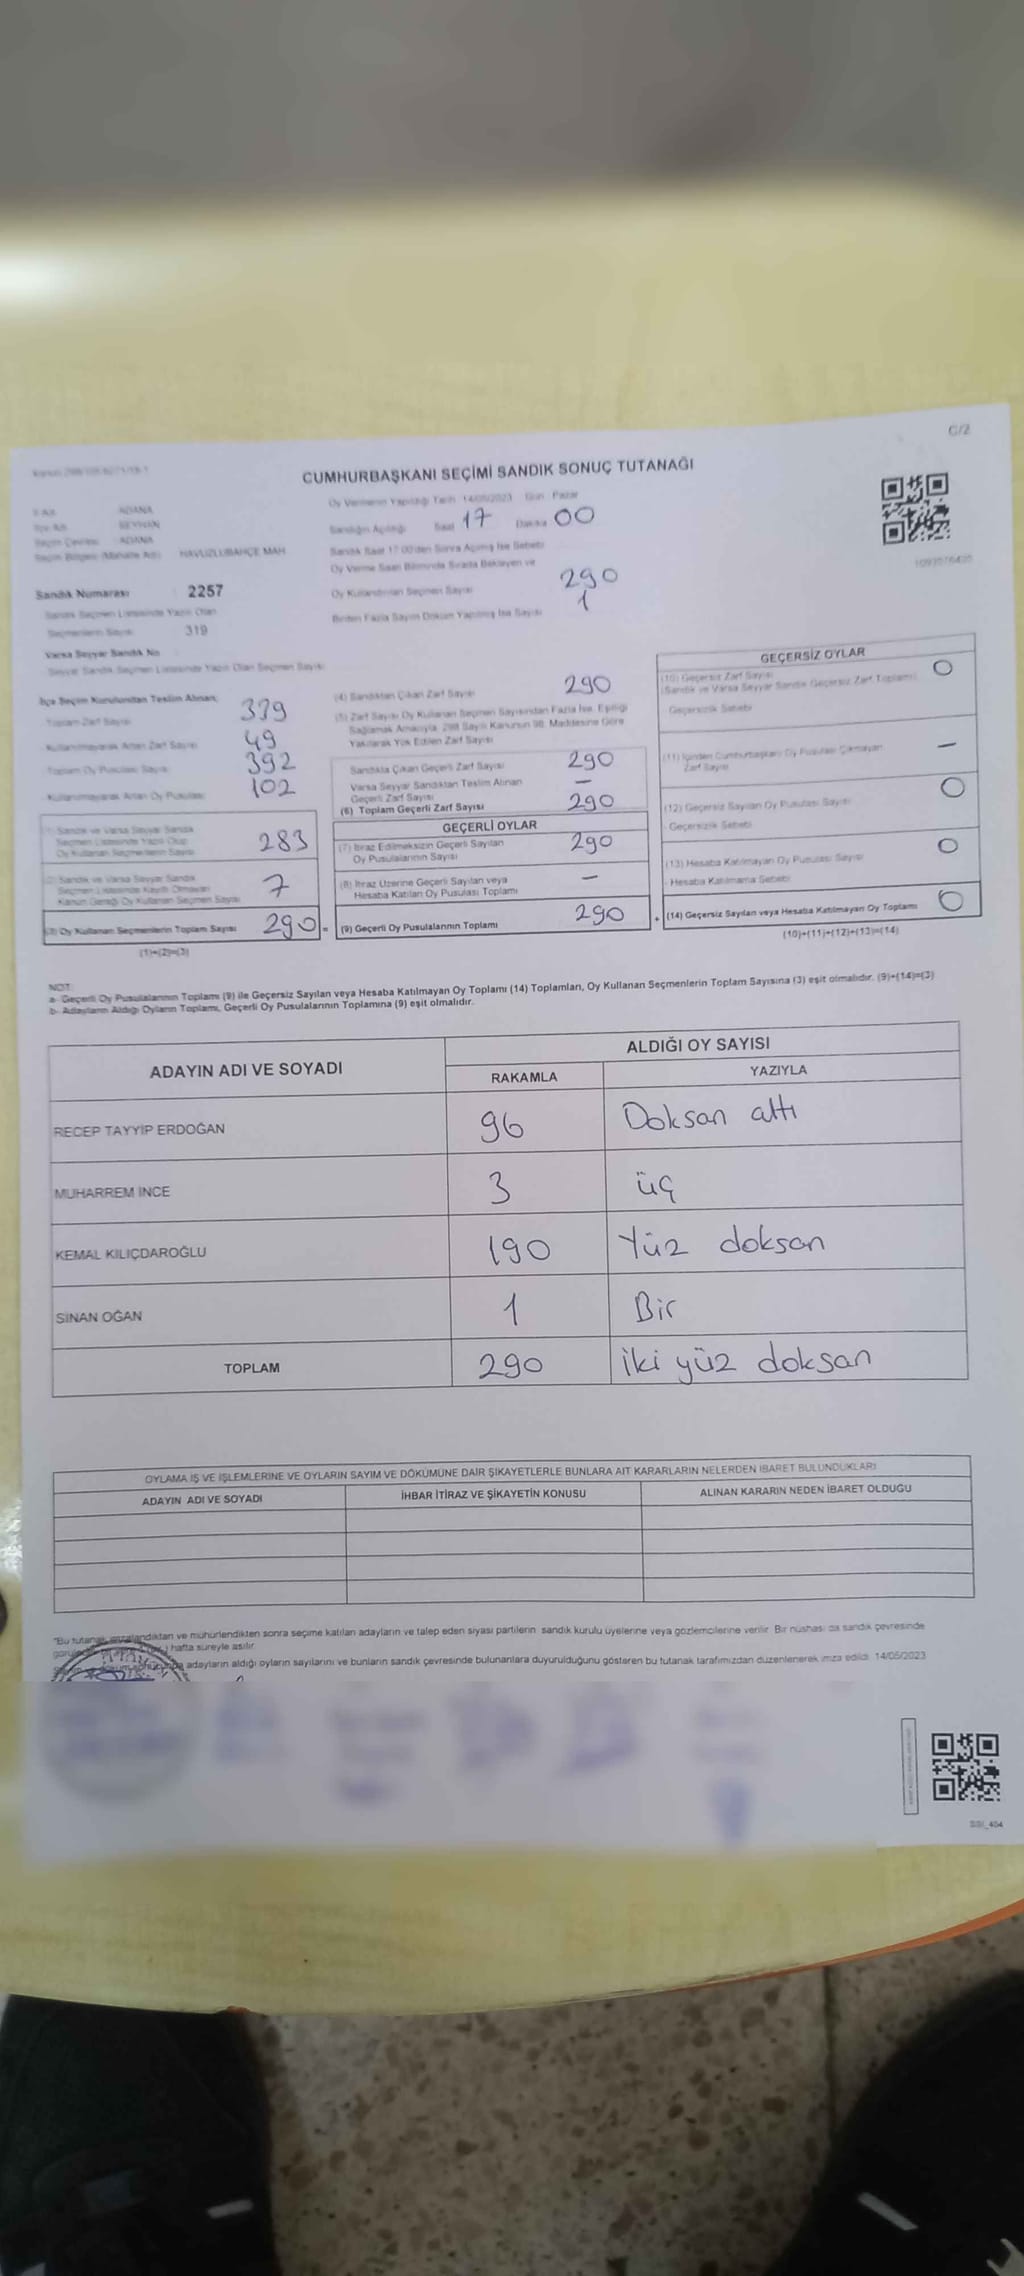 C/2
CUMHURBAŞKANI SEÇİMİ SANDIK SONUÇ TUTANAĞI
Oy Vermenin Yapıldığı Tarih 14/05/2023 Gün Pazar
İl Adı ADANA
İlçe Adı SEYHAN
Seçim Çevresi ADANA
Seçim Bölgesi (Mahalle Adı) HAVUZLUBAHÇE MAH.
Sandığın Açılışı Saat 17 Dakika 00
Sandık Saat 17:00'den Sonra Açılmış İse Sebebi
Oy Verme Saati Bitiminde Sırada Bekleyen ve
Oy Kullandırılan Seçmen Sayısı 290
Birden Fazla Sayım Döküm Yapılmış İse Sayısı 1
Sandık Numarası 2257
Sandık Seçmen Listesinde Yazılı Olan
Seçmenlerin Sayısı 319
Varsa Seyyar Sandık No
Seyyar Sandık Seçmen Listesinde Yazılı Olan Seçmen Sayısı
İlçe Seçim Kurulundan Teslim Alınan;
Toplam Zarf Sayısı 339
Kullanılmayarak Artan Zarf Sayısı 49
Toplam Oy Pusulası Sayısı 392
Kullanılmayarak Artan Oy Pusulası 102
(1) Sandık ve Varsa Seyyar Sandık
Seçmen Listesinde Yazılı Olup
Oy Kullanan Seçmenlerin Sayısı 283
(2) Sandık ve Varsa Seyyar Sandık
Seçmen Listesinde Kayıtlı Olmayan
Kanun Gereği Oy Kullanan Seçmen Sayısı 7
(3) Oy Kullanan Seçmenlerin Toplam Sayısı 290 =
(1)+(2)=(3)
(4) Sandıktan Çıkan Zarf Sayısı 290
(5) Zarf Sayısı Oy Kullanan Seçmen Sayısından Fazla İse, Eşitliği
Sağlamak Amacıyla, 298 Sayılı Kanunun 98. Maddesine Göre
Yakılarak Yok Edilen Zarf Sayısı
Sandıkta Çıkan Geçerli Zarf Sayısı 290
Varsa Seyyar Sandıktan Teslim Alınan
Geçerli Zarf Sayısı —
(6) Toplam Geçerli Zarf Sayısı 290
GEÇERLİ OYLAR
(7) İtiraz Edilmeksizin Geçerli Sayılan
Oy Pusulalarının Sayısı 290
(8) İtiraz Üzerine Geçerli Sayılan veya
Hesaba Katılan Oy Pusulası Toplamı —
(9) Geçerli Oy Pusulalarının Toplamı 290 +
GEÇERSİZ OYLAR
(10) Geçersiz Zarf Sayısı
(Sandık ve Varsa Seyyar Sandık Geçersiz Zarf Toplamı) 0
Geçersizlik Sebebi
(11) İçinden Cumhurbaşkanı Oy Pusulası Çıkmayan
Zarf Sayısı —
(12) Geçersiz Sayılan Oy Pusulası Sayısı 0
Geçersizlik Sebebi
(13) Hesaba Katılmayan Oy Pusulası Sayısı 0
Hesaba Katılmama Sebebi
(14) Geçersiz Sayılan veya Hesaba Katılmayan Oy Toplamı 0
(10)+(11)+(12)+(13)=(14)
NOT:
a- Geçerli Oy Pusulalarının Toplamı (9) ile Geçersiz Sayılan veya Hesaba Katılmayan Oy Toplamı (14) Toplamları, Oy Kullanan Seçmenlerin Toplam Sayısına (3) eşit olmalıdır. (9)+(14)=(3)
b- Adayların Aldığı Oyların Toplamı, Geçerli Oy Pusulalarının Toplamına (9) eşit olmalıdır.
ADAYIN ADI VE SOYADI
ALDIĞI OY SAYISI
RAKAMLA YAZIYLA
RECEP TAYYİP ERDOĞAN 96 Doksan altı
MUHARREM İNCE 3 üç
KEMAL KILIÇDAROĞLU 190 Yüz doksan
SİNAN OĞAN 1 Bir
TOPLAM 290 iki yüz doksan
OYLAMA İŞ VE İŞLEMLERİNE VE OYLARIN SAYIM VE DÖKÜMÜNE DAİR ŞİKAYETLERLE BUNLARA AİT KARARLARIN NELERDEN İBARET BULUNDUKLARI
ADAYIN ADI VE SOYADI İHBAR İTİRAZ VE ŞİKAYETİN KONUSU ALINAN KARARIN NEDEN İBARET OLDUĞU
"Bu tutanak imzalandıktan ve mühürlendikten sonra seçime katılan adayların ve talep eden siyasi partilerin sandık kurulu üyelerine veya gözlemcilerine verilir. Bir nüshası da sandık çevresinde
hafta süreyle asılır.
adayların aldığı oyların sayılarını ve bunların sandık çevresinde bulunanlara duyurulduğunu gösteren bu tutanak tarafımızdan düzenlenerek imza edildi. 14/05/2023